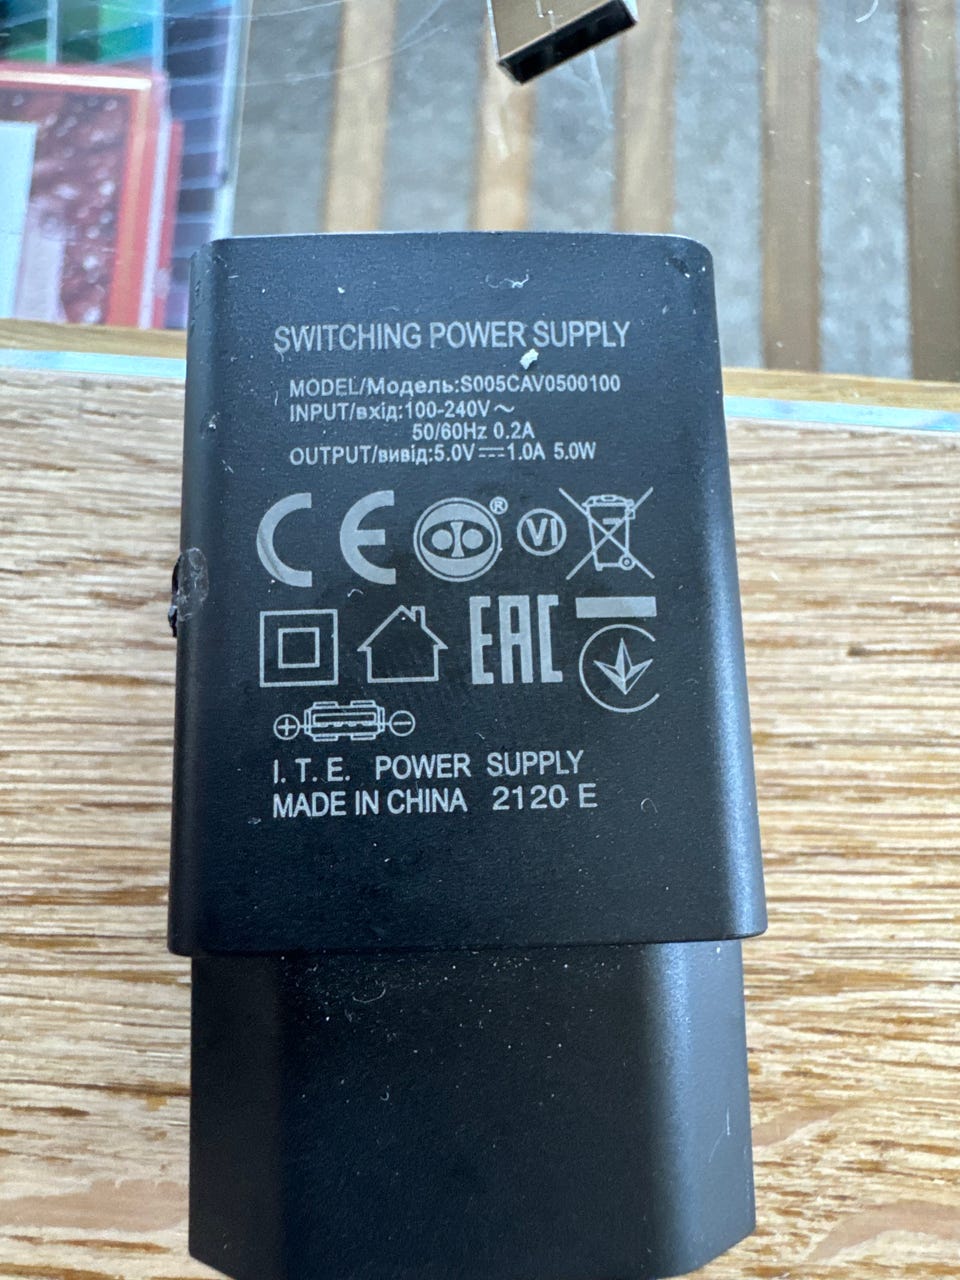 SWITCHING POWER SUPPLY
MODEL/Модель:S005CAV0500100
INPUT/вхід:100-240V～
50/60Hz 0.2A
OUTPUT/вивід:5.0V⎓1.0A 5.0W
CE ® VI
EAC
+ -
I. T. E. POWER SUPPLY
MADE IN CHINA 2120 E